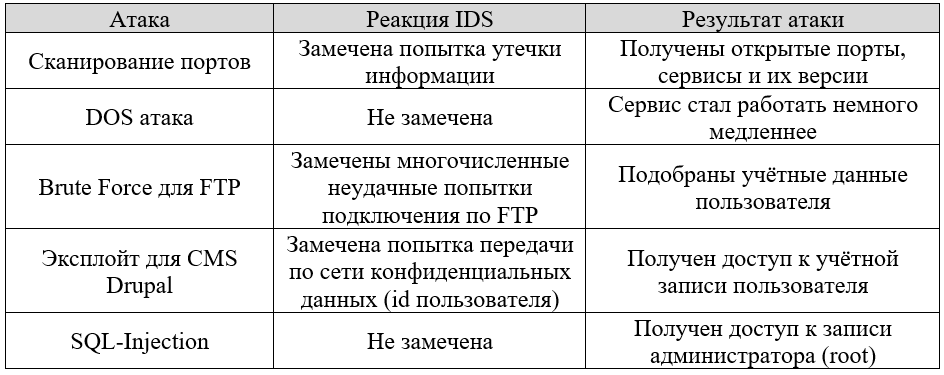 Атака
Реакция IDS
Результат атаки
Сканирование портов
Замечена попытка утечки
информации
Получены открытые порты,
сервисы и их версии
DOS атака
Не замечена
Сервис стал работать немного
медленнее
Brute Force для FTP
Замечены многочисленные
неудачные попытки
подключения по FTP
Подобраны учётные данные
пользователя
Эксплойт для CMS
Drupal
Замечена попытка передачи
по сети конфиденциальных
данных (id пользователя)
Получен доступ к учётной
записи пользователя
SQL-Injection
Не замечена
Получен доступ к записи
администратора (root)